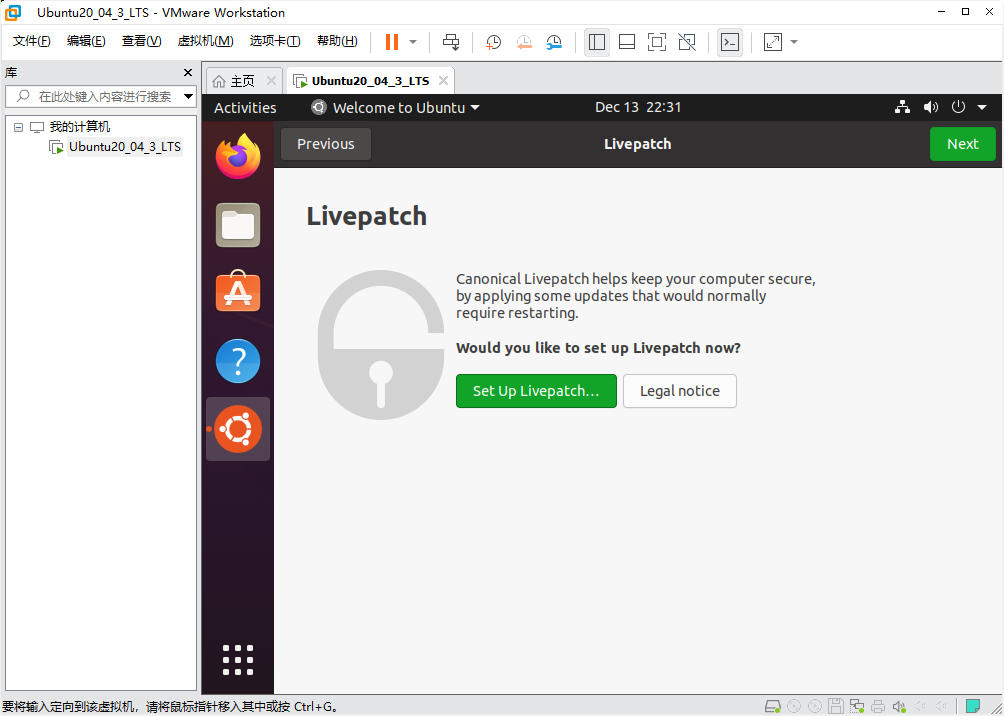 Ubuntu20_04_3_LTS - VMware Workstation
文件(F) 编辑(E) 查看(V) 虚拟机(M) 选项卡(T) 帮助(H)
库
在此处键入内容进行搜索
我的计算机
Ubuntu20_04_3_LTS
主页
Ubuntu20_04_3_LTS
Activities
Welcome to Ubuntu
Dec 13 22:31
Previous
Livepatch
Next
Livepatch
Canonical Livepatch helps keep your computer secure,
by applying some updates that would normally
require restarting.
Would you like to set up Livepatch now?
Set Up Livepatch…
Legal notice
要将输入定向到该虚拟机，请将鼠标指针移入其中或按 Ctrl+G。